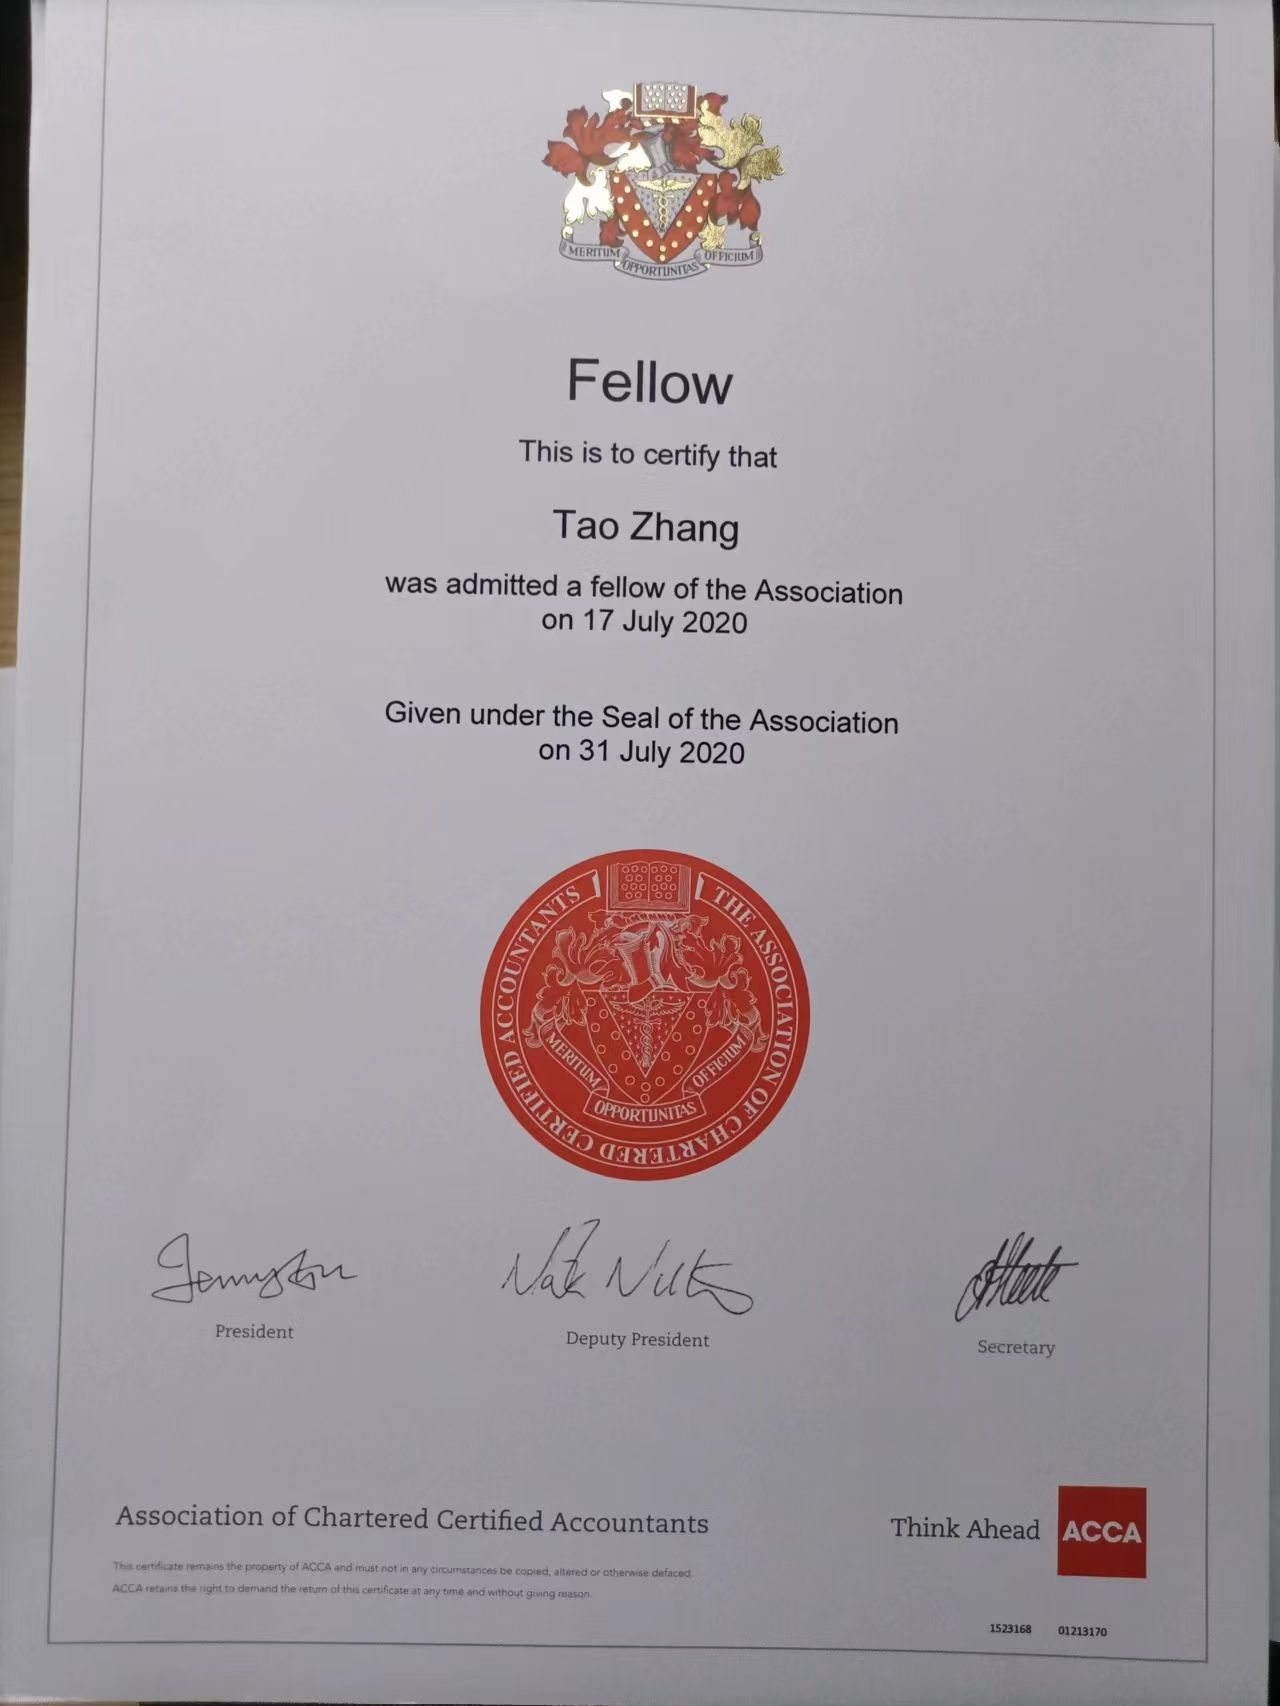 MERITUM OPPORTUNITAS OFFICIUM
Fellow
This is to certify that
Tao Zhang
was admitted a fellow of the Association
on 17 July 2020
Given under the Seal of the Association
on 31 July 2020
THE ASSOCIATION OF CHARTERED CERTIFIED ACCOUNTANTS
MERITUM OPPORTUNITAS OFFICIUM
President
Deputy President
Secretary
Association of Chartered Certified Accountants
Think Ahead
ACCA
This certificate remains the property of ACCA and must not in any circumstances be copied, altered or otherwise defaced.
ACCA retains the right to demand the return of this certificate at any time and without giving reason.
1523168 01213170